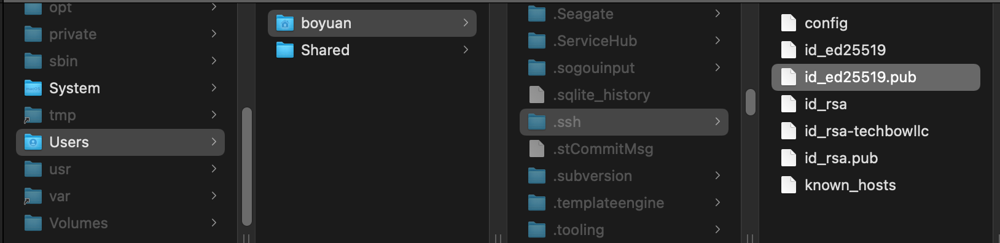 opt
private
sbin
System
tmp
Users
usr
var
Volumes
boyuan
Shared
.Seagate
.ServiceHub
.sogouinput
.sqlite_history
.ssh
.stCommitMsg
.subversion
.templateengine
.tooling
config
id_ed25519
id_ed25519.pub
id_rsa
id_rsa-techbowllc
id_rsa.pub
known_hosts